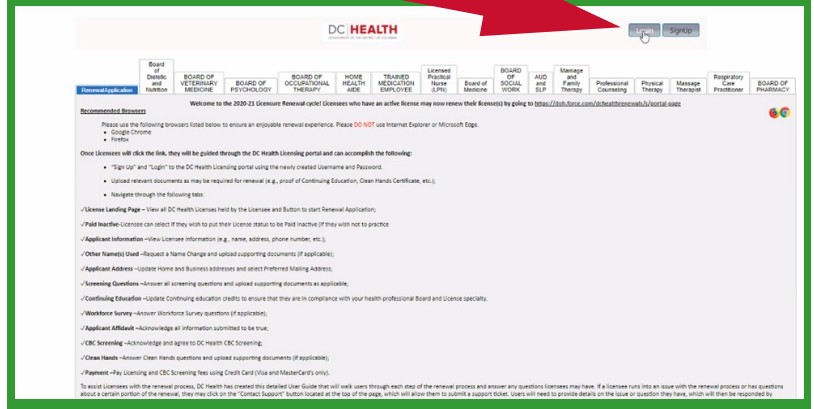 DC HEALTH
GOVERNMENT OF THE DISTRICT OF COLUMBIA
Login
SignUp
RenewalApplication
Board of Dietetic and Nutrition
BOARD OF VETERINARY MEDICINE
BOARD OF PSYCHOLOGY
BOARD OF OCCUPATIONAL THERAPY
HOME HEALTH AIDE
TRAINED MEDICATION EMPLOYEE
Licensed Practical Nurse (LPN)
Board of Medicine
BOARD OF SOCIAL WORK
AUD and SLP
Marriage and Family Therapy
Professional Counseling
Physical Therapy
Massage Therapist
Respiratory Care Practitioner
BOARD OF PHARMACY
Welcome to the 2020-21 Licensure Renewal cycle! Licensees who have an active license may now renew their license(s) by going to https://doh.force.com/dchealthrenewals/s/portal-page
Recommended Browsers
Please use the following browsers listed below to ensure an enjoyable renewal experience. Please DO NOT use Internet Explorer or Microsoft Edge.
• Google Chrome
• Firefox
Once Licensees will click the link, they will be guided through the DC Health Licensing portal and can accomplish the following:
• "Sign Up" and "Login" to the DC Health Licensing portal using the newly created Username and Password.
• Upload relevant documents as may be required for renewal (e.g., proof of Continuing Education, Clean Hands Certificate, etc.);
• Navigate through the following tabs:
√License Landing Page – View all DC Health Licenses held by the Licensee and Button to start Renewal Application;
√Paid Inactive-Licensee can select if they wish to put their License status to be Paid Inactive (if they wish not to practice
√Applicant Information –View Licensee information (e.g., name, address, phone number, etc.);
√Other Name(s) Used –Request a Name Change and upload supporting documents (if applicable);
√Applicant Address –Update Home and Business addresses and select Preferred Mailing Address;
√Screening Questions –Answer all screening questions and upload supporting documents as applicable;
√Continuing Education –Update Continuing education credits to ensure that they are in compliance with your health professional Board and License specialty.
√Workforce Survey –Answer Workforce Survey questions (if applicable);
√Applicant Affidavit –Acknowledge all information submitted to be true;
√CBC Screening –Acknowledge and agree to DC Health CBC Screening;
√Clean Hands –Answer Clean Hands questions and upload supporting documents (if applicable);
√Payment –Pay Licensing and CBC Screening fees using Credit Card (Visa and MasterCard's only).
To assist Licensees with the renewal process, DC Health has created this detailed User Guide that will walk users through each step of the renewal process and answer any questions licensees may have. If a licensee runs into an issue with the renewal process or has questions
about a certain portion of the renewal, they may click on the "Contact Support" button located at the top of the page, which will allow them to submit a support ticket. Users will need to provide details on the issue or question they have, which will then be responded by